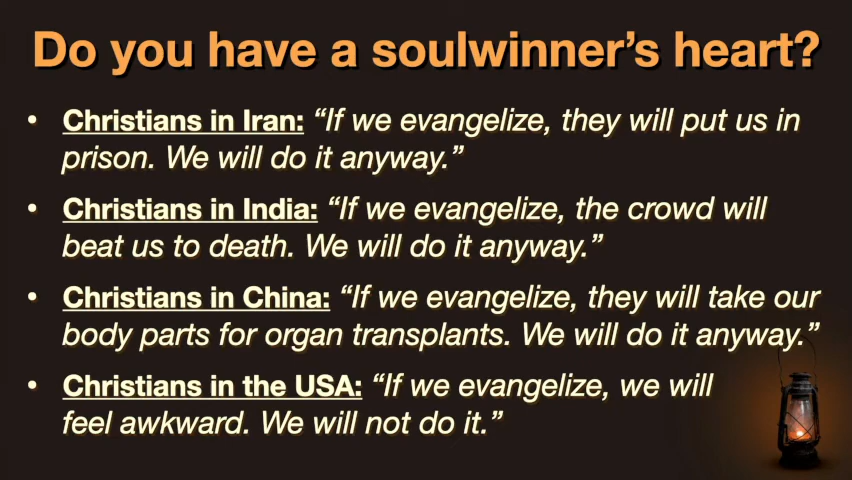 Do you have a soulwinner’s heart?
• Christians in Iran: “If we evangelize, they will put us in
prison. We will do it anyway.”
• Christians in India: “If we evangelize, the crowd will
beat us to death. We will do it anyway.”
• Christians in China: “If we evangelize, they will take our
body parts for organ transplants. We will do it anyway.”
• Christians in the USA: “If we evangelize, we will
feel awkward. We will not do it.”